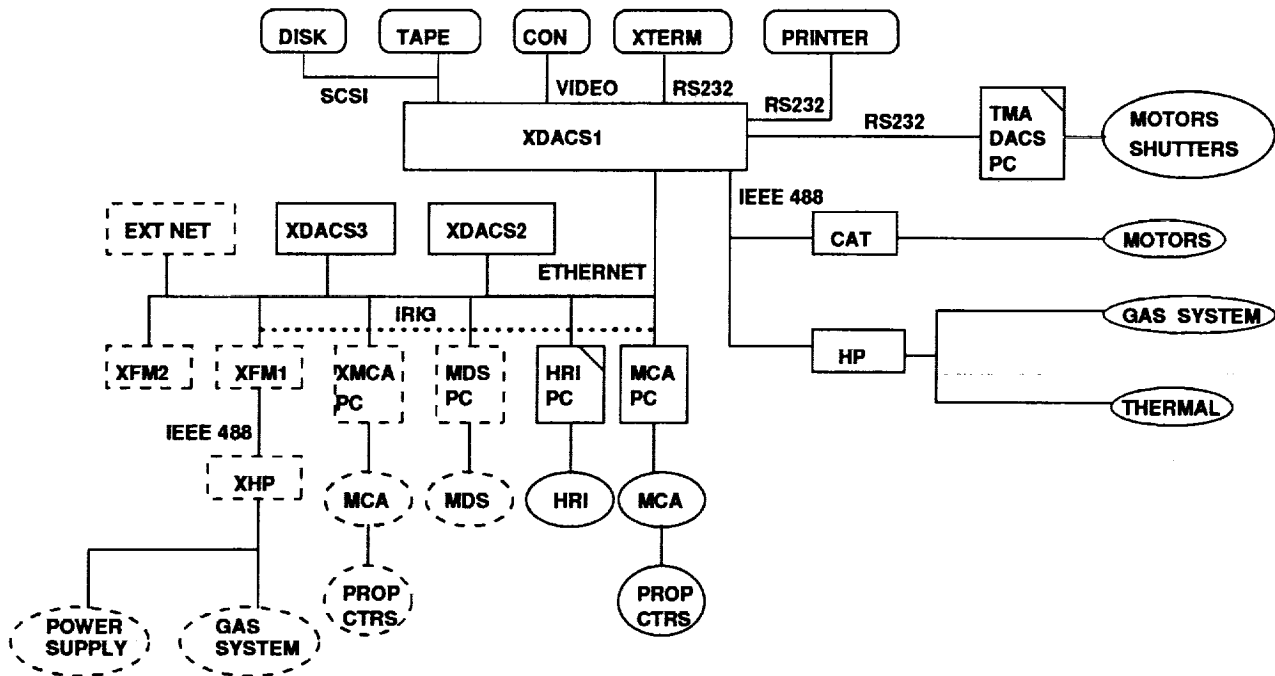 DISK
TAPE
CON
XTERM
PRINTER
SCSI
VIDEO
RS232
RS232
RS232
XDACS1
TMA
DACS
PC
MOTORS
SHUTTERS
IEEE 488
EXT NET
XDACS3
XDACS2
CAT
MOTORS
ETHERNET
IRIG
GAS SYSTEM
HP
XFM2
XFM1
XMCA
PC
MDS
PC
HRI
PC
MCA
PC
THERMAL
IEEE 488
XHP
MCA
MDS
HRI
MCA
PROP
CTRS
PROP
CTRS
POWER
SUPPLY
GAS
SYSTEM